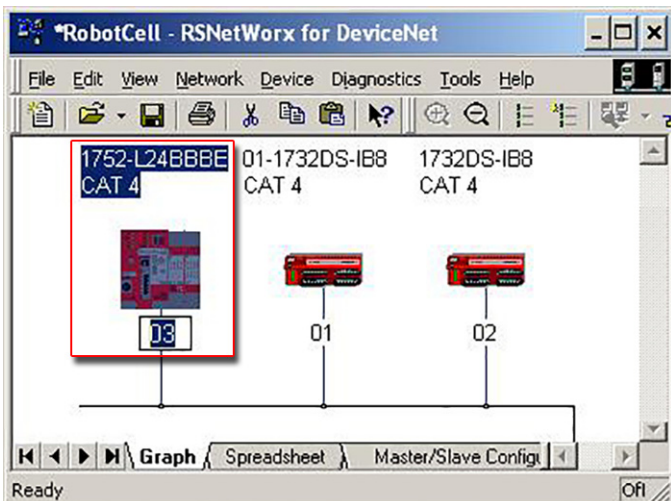 *RobotCell - RSNetWorx for DeviceNet
File Edit View Network Device Diagnostics Tools Help
1752-L24BBBE 01-1732DS-IB8 1732DS-IB8
CAT 4 CAT 4 CAT 4
03 01 02
Graph Spreadsheet Master/Slave Configu
Ready Ofl